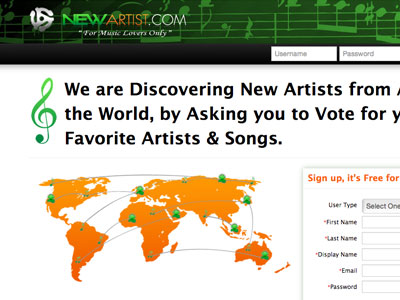 NEWARTIST.COM
"For Music Lovers Only"
Username
Password
We are Discovering New Artists from
the World, by Asking you to Vote for
Favorite Artists & Songs.
Sign up, it's Free for
User Type
Select One
*First Name
*Last Name
*Display Name
*Email
*Password